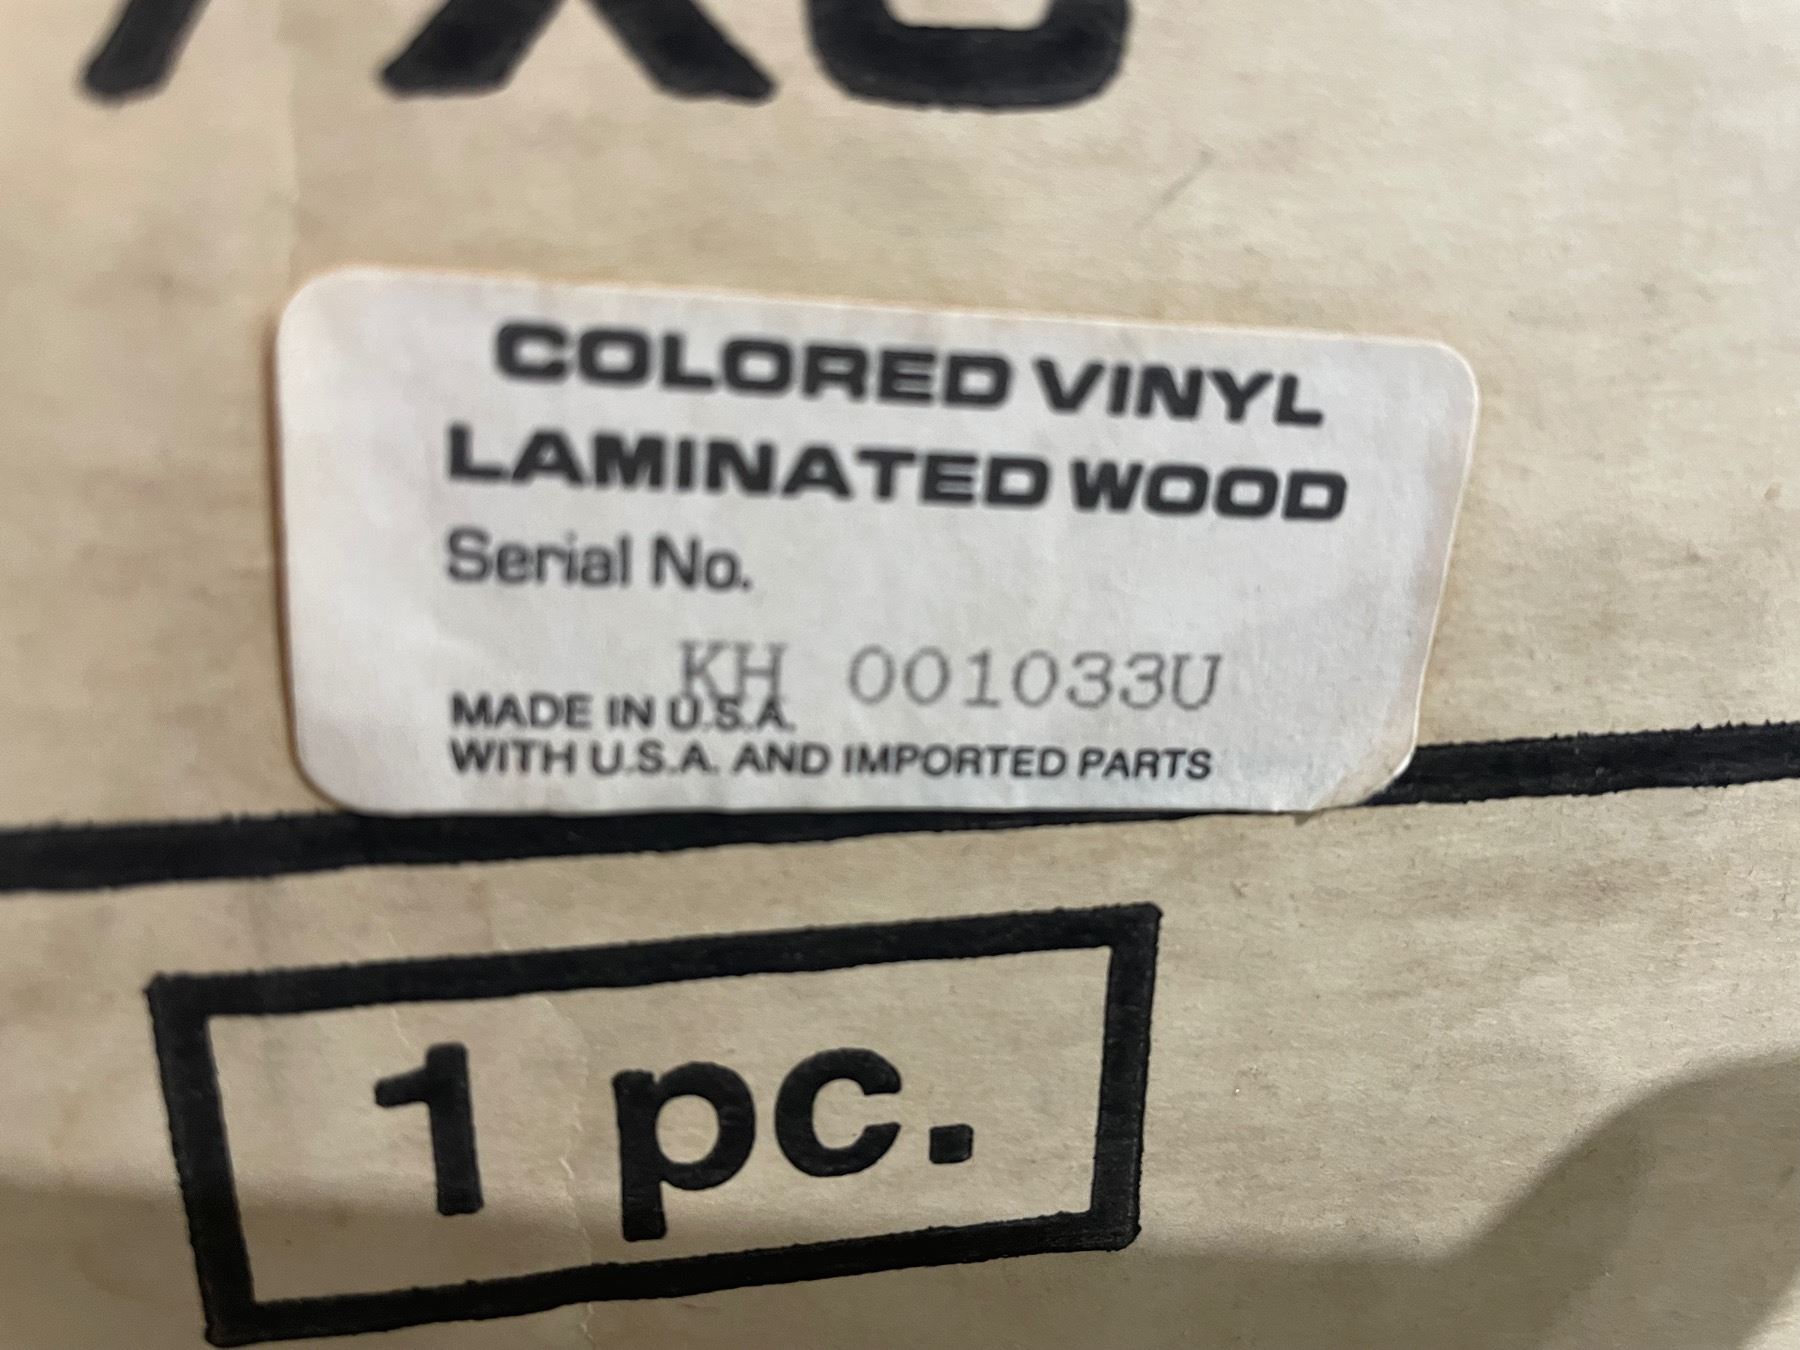 COLORED VINYL
LAMINATED WOOD
Serial No.
KH 001033U
MADE IN U.S.A.
WITH U.S.A. AND IMPORTED PARTS
1 pc.